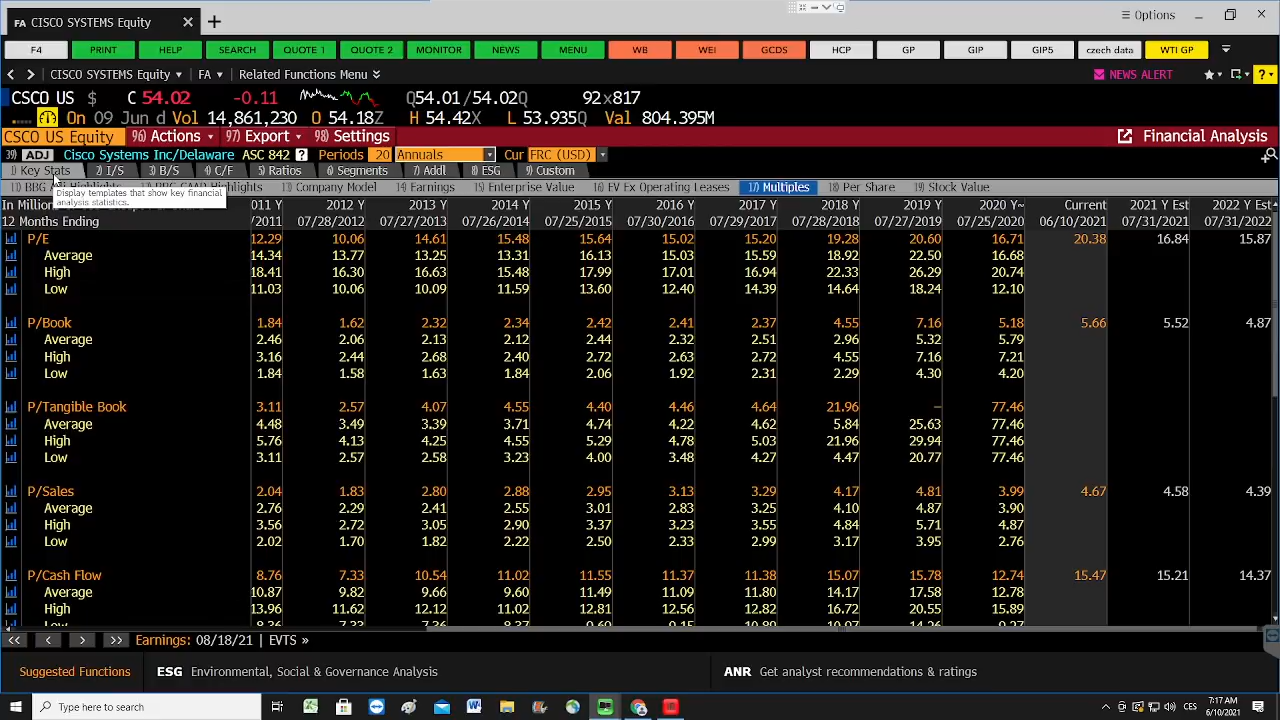 FA CISCO SYSTEMS Equity × +
Options
F4 PRINT HELP SEARCH QUOTE 1 QUOTE 2 MONITOR NEWS MENU WB WEI GCDS HCP GP GIP GIP5 czech data WTI GP
CISCO SYSTEMS Equity FA Related Functions Menu NEWS ALERT ?
CSCO US $ C 54.02 -0.11 Q54.01/54.02Q 92x817
On 09 Jun d Vol 14,861,230 O 54.18Z H 54.42X L 53.935Q Val 804.395M
CSCO US Equity 96) Actions 97) Export 98) Settings Financial Analysis
39) ADJ Cisco Systems Inc/Delaware ASC 842 ? Periods 20 Annuals Cur FRC (USD)
1) Key Stats 2) I/S 3) B/S 4) C/F 5) Ratios 6) Segments 7) Addl 8) ESG 9) Custom
13) Company Model 14) Earnings 15) Enterprise Value 16) EV Ex Operating Leases 17) Multiples 18) Per Share 19) Stock Value
Display templates that show key financial
analysis statistics.
In Million 011 Y 2012 Y 2013 Y 2014 Y 2015 Y 2016 Y 2017 Y 2018 Y 2019 Y 2020 Y~ Current 2021 Y Est 2022 Y Est
12 Months Ending /2011 07/28/2012 07/27/2013 07/26/2014 07/25/2015 07/30/2016 07/29/2017 07/28/2018 07/27/2019 07/25/2020 06/10/2021 07/31/2021 07/31/2022
P/E 12.29 10.06 14.61 15.48 15.64 15.02 15.20 19.28 20.60 16.71 20.38 16.84 15.87
Average 14.34 13.77 13.25 13.31 16.13 15.03 15.59 18.92 22.50 16.68
High 18.41 16.30 16.63 15.48 17.99 17.01 16.94 22.33 26.29 20.74
Low 11.03 10.06 10.09 11.59 13.60 12.40 14.39 14.64 18.24 12.10
P/Book 1.84 1.62 2.32 2.34 2.42 2.41 2.37 4.55 7.16 5.18 5.66 5.52 4.87
Average 2.46 2.06 2.13 2.12 2.44 2.32 2.51 2.96 5.32 5.79
High 3.16 2.44 2.68 2.40 2.72 2.63 2.72 4.55 7.16 7.21
Low 1.84 1.58 1.63 1.84 2.06 1.92 2.31 2.29 4.30 4.20
P/Tangible Book 3.11 2.57 4.07 4.55 4.40 4.46 4.64 21.96 – 77.46
Average 4.48 3.49 3.39 3.71 4.74 4.22 4.62 5.84 25.63 77.46
High 5.76 4.13 4.25 4.55 5.29 4.78 5.03 21.96 29.94 77.46
Low 3.11 2.57 2.58 3.23 4.00 3.48 4.27 4.47 20.77 77.46
P/Sales 2.04 1.83 2.80 2.88 2.95 3.13 3.29 4.17 4.81 3.99 4.67 4.58 4.39
Average 2.76 2.29 2.41 2.55 3.01 2.83 3.25 4.10 4.87 3.90
High 3.56 2.72 3.05 2.90 3.37 3.23 3.55 4.84 5.71 4.87
Low 2.02 1.70 1.82 2.22 2.50 2.33 2.99 3.17 3.95 2.76
P/Cash Flow 8.76 7.33 10.54 11.02 11.55 11.37 11.38 15.07 15.78 12.74 15.47 15.21 14.37
Average 10.87 9.82 9.66 9.60 11.49 11.09 11.80 14.17 17.58 12.78
High 13.96 11.62 12.12 11.02 12.81 12.56 12.82 16.72 20.55 15.89
<< < > >> Earnings: 08/18/21 | EVTS »
Suggested Functions ESG Environmental, Social & Governance Analysis ANR Get analyst recommendations & ratings
Type here to search CES 7:17 AM
6/10/2021